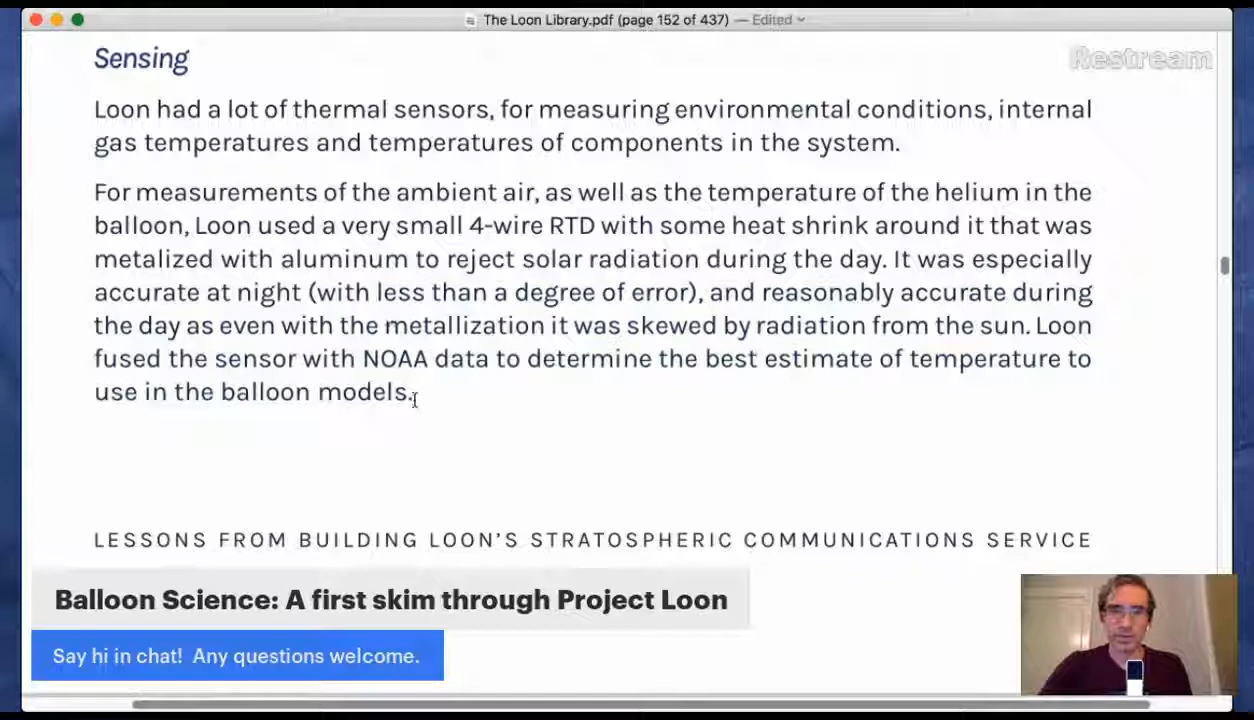 The Loon Library.pdf (page 152 of 437) — Edited
Sensing
Restream
Loon had a lot of thermal sensors, for measuring environmental conditions, internal
gas temperatures and temperatures of components in the system.
For measurements of the ambient air, as well as the temperature of the helium in the
balloon, Loon used a very small 4-wire RTD with some heat shrink around it that was
metalized with aluminum to reject solar radiation during the day. It was especially
accurate at night (with less than a degree of error), and reasonably accurate during
the day as even with the metallization it was skewed by radiation from the sun. Loon
fused the sensor with NOAA data to determine the best estimate of temperature to
use in the balloon models.
LESSONS FROM BUILDING LOON'S STRATOSPHERIC COMMUNICATIONS SERVICE
Balloon Science: A first skim through Project Loon
Say hi in chat! Any questions welcome.